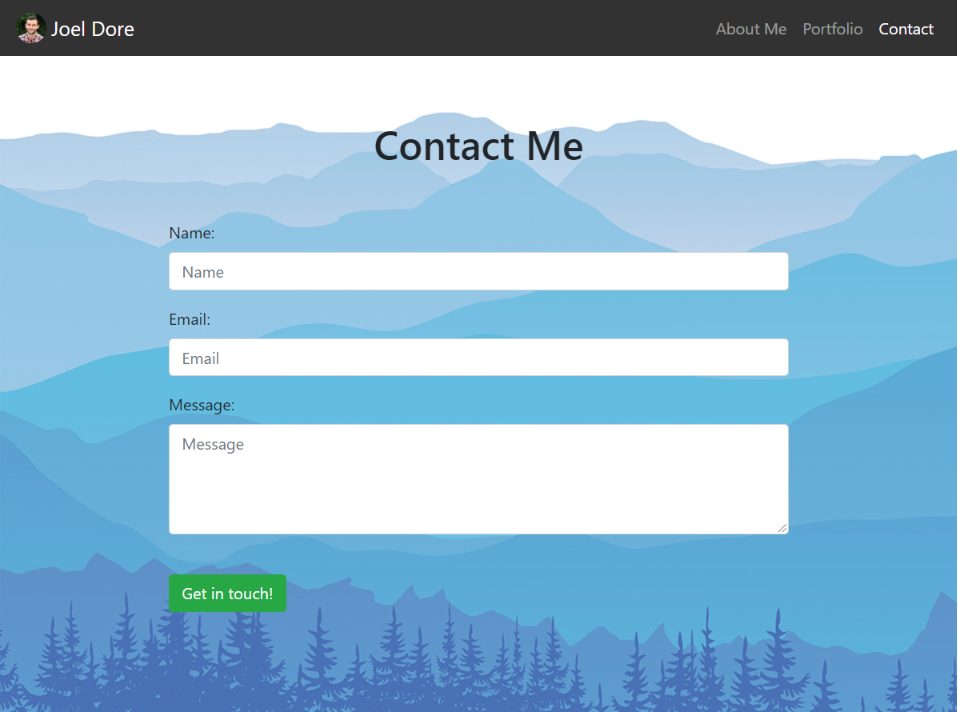 Joel Dore
About Me Portfolio Contact
Contact Me
Name:
Name
Email:
Email
Message:
Message
Get in touch!